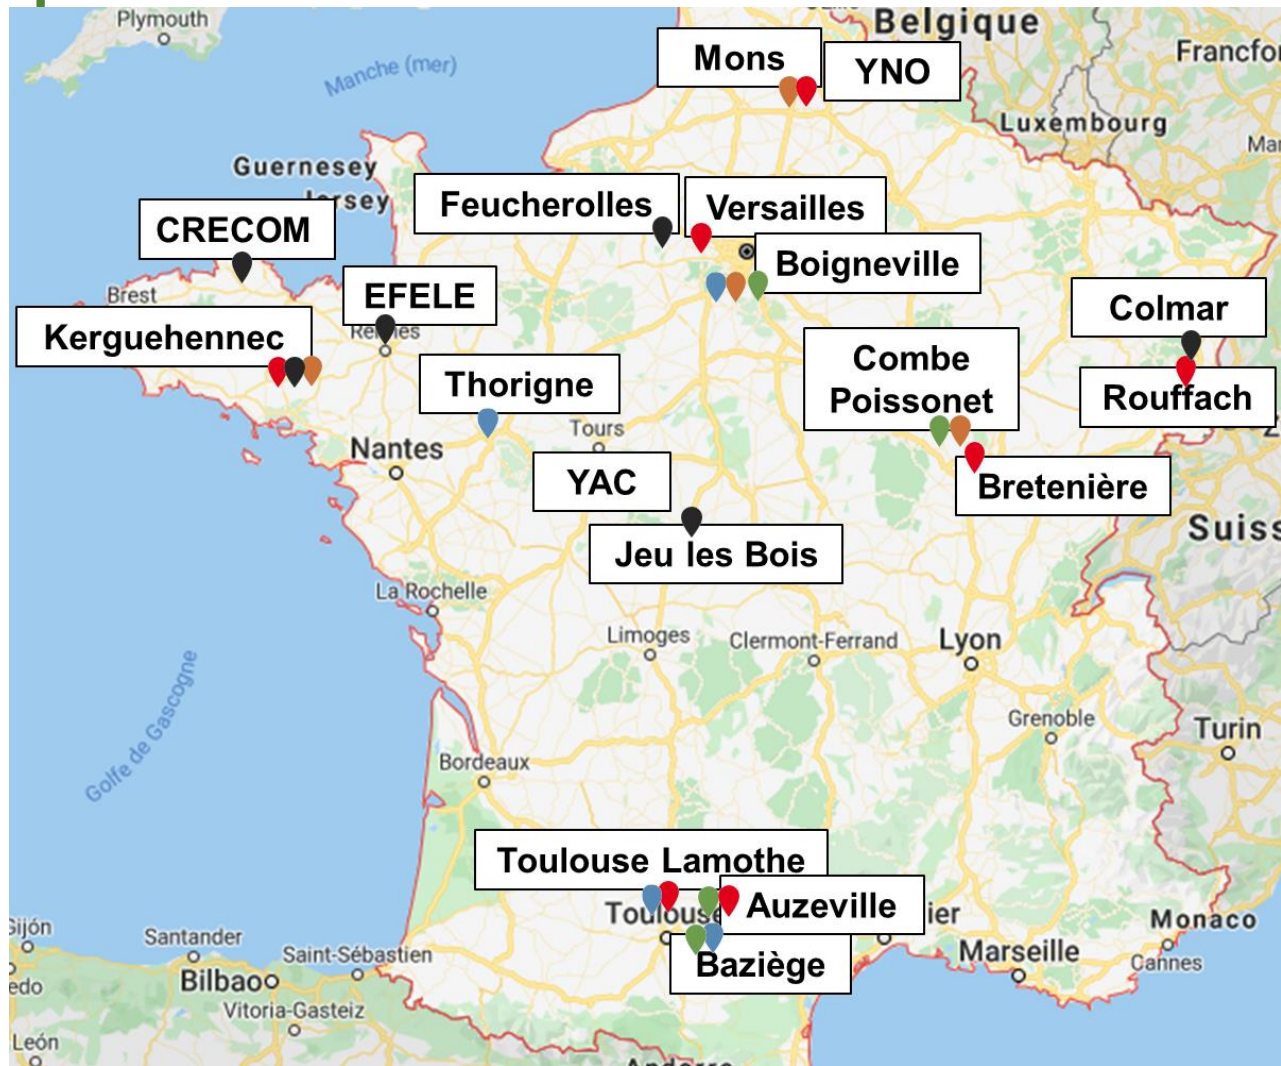 Plymouth
Belgique
Manche (mer)
Mons
YNO
Francfo
Luxembourg
Mar
Guernesey
Jersey
Feucherolles
Versailles
CRECOM
Boigneville
Brest
EFELE
Rennes
Kerguehennec
Colmar
Combe
Poissonet
Thorigne
Rouffach
Tours
Nantes
YAC
Bretenière
Suiss
Jeu les Bois
La Rochelle
Limoges
Clermont-Ferrand
Lyon
Golfe de Gascogne
Grenoble
Turin
Bordeaux
Toulouse Lamothe
Toulouse
Auzeville
ier
Monaco
Gijón
Santander
Saint-Sébastien
Marseille
Cannes
Baziège
edo
Bilbao
Vitoria-Gasteiz
León